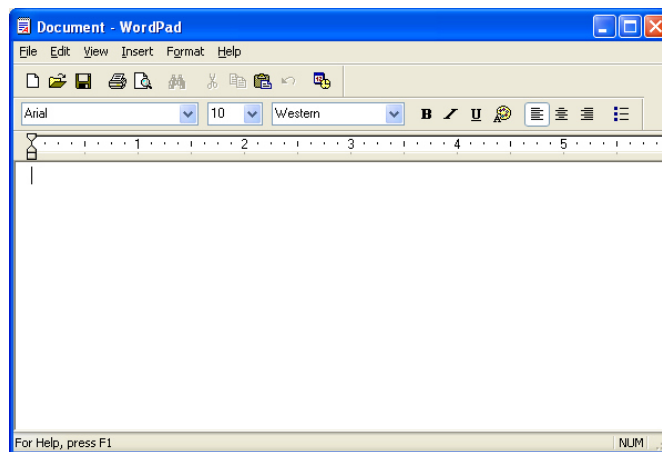 Document - WordPad
File Edit View Insert Format Help
Arial 10 Western B I U A
1 2 3 4 5
For Help, press F1 NUM